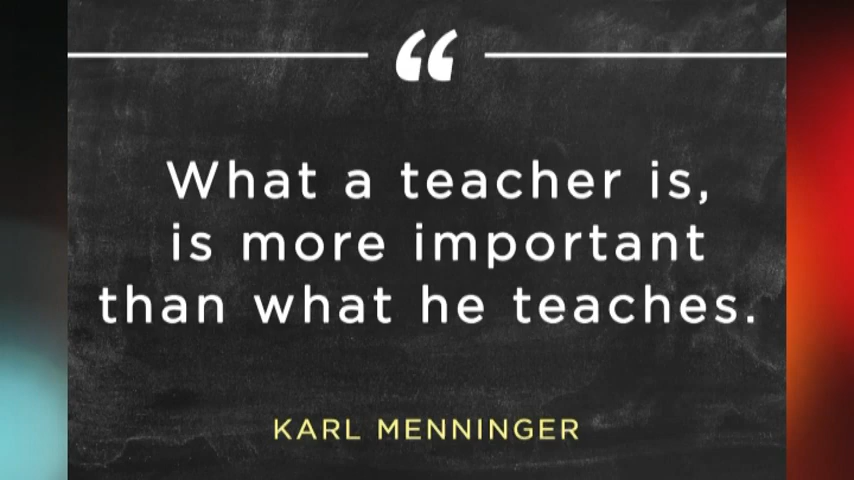 “
What a teacher is,
is more important
than what he teaches.
KARL MENNINGER